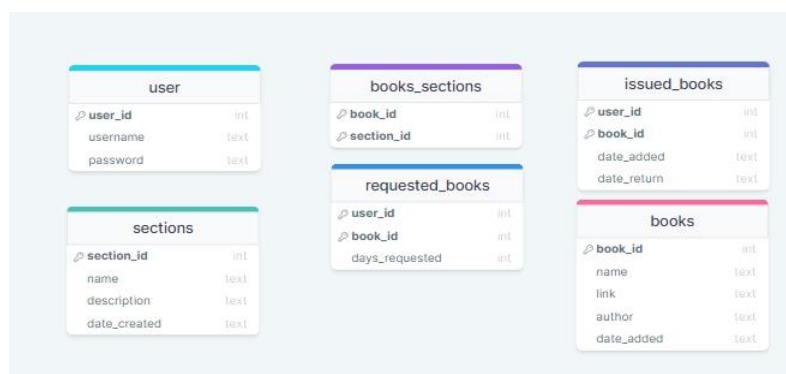 user
user_id int
username text
password text
books_sections
book_id int
section_id int
issued_books
user_id int
book_id int
date_added text
date_return text
sections
section_id int
name text
description text
date_created text
requested_books
user_id int
book_id int
days_requested int
books
book_id int
name text
link text
author text
date_added text